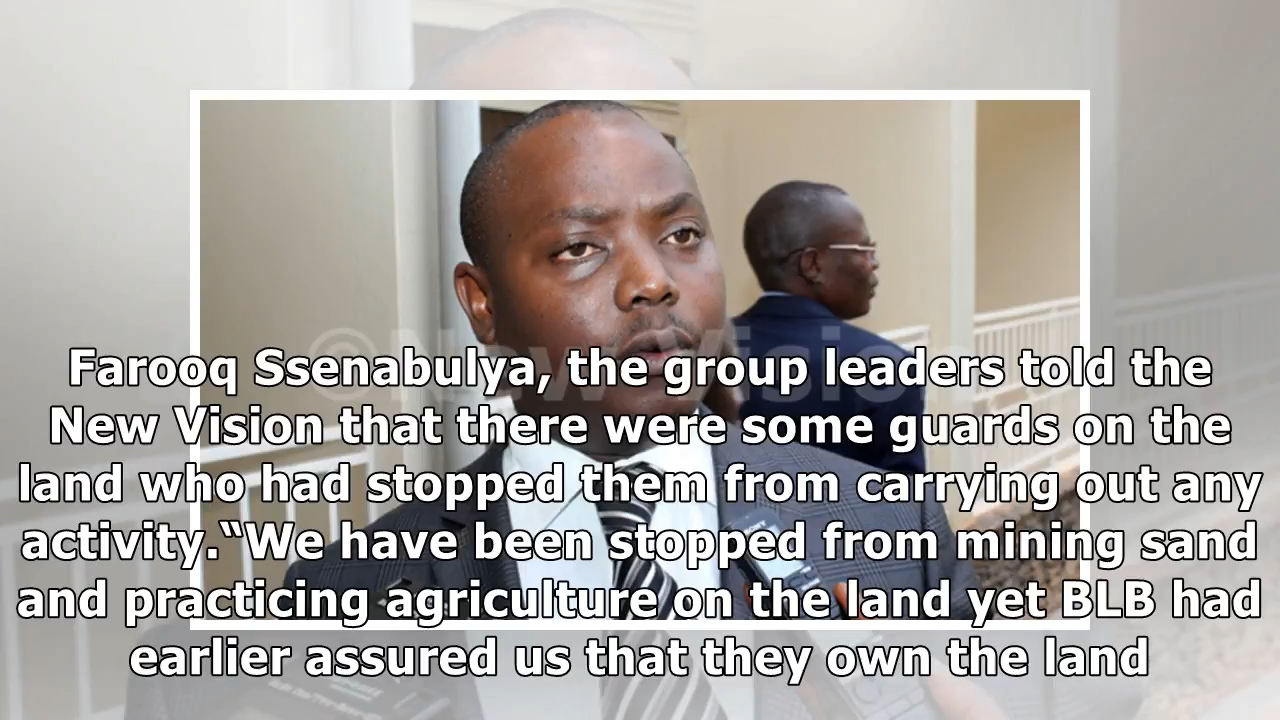 ©New Vision
Farooq Ssenabulya, the group leaders told the
New Vision that there were some guards on the
land who had stopped them from carrying out any
activity.“We have been stopped from mining sand
and practicing agriculture on the land yet BLB had
earlier assured us that they own the land